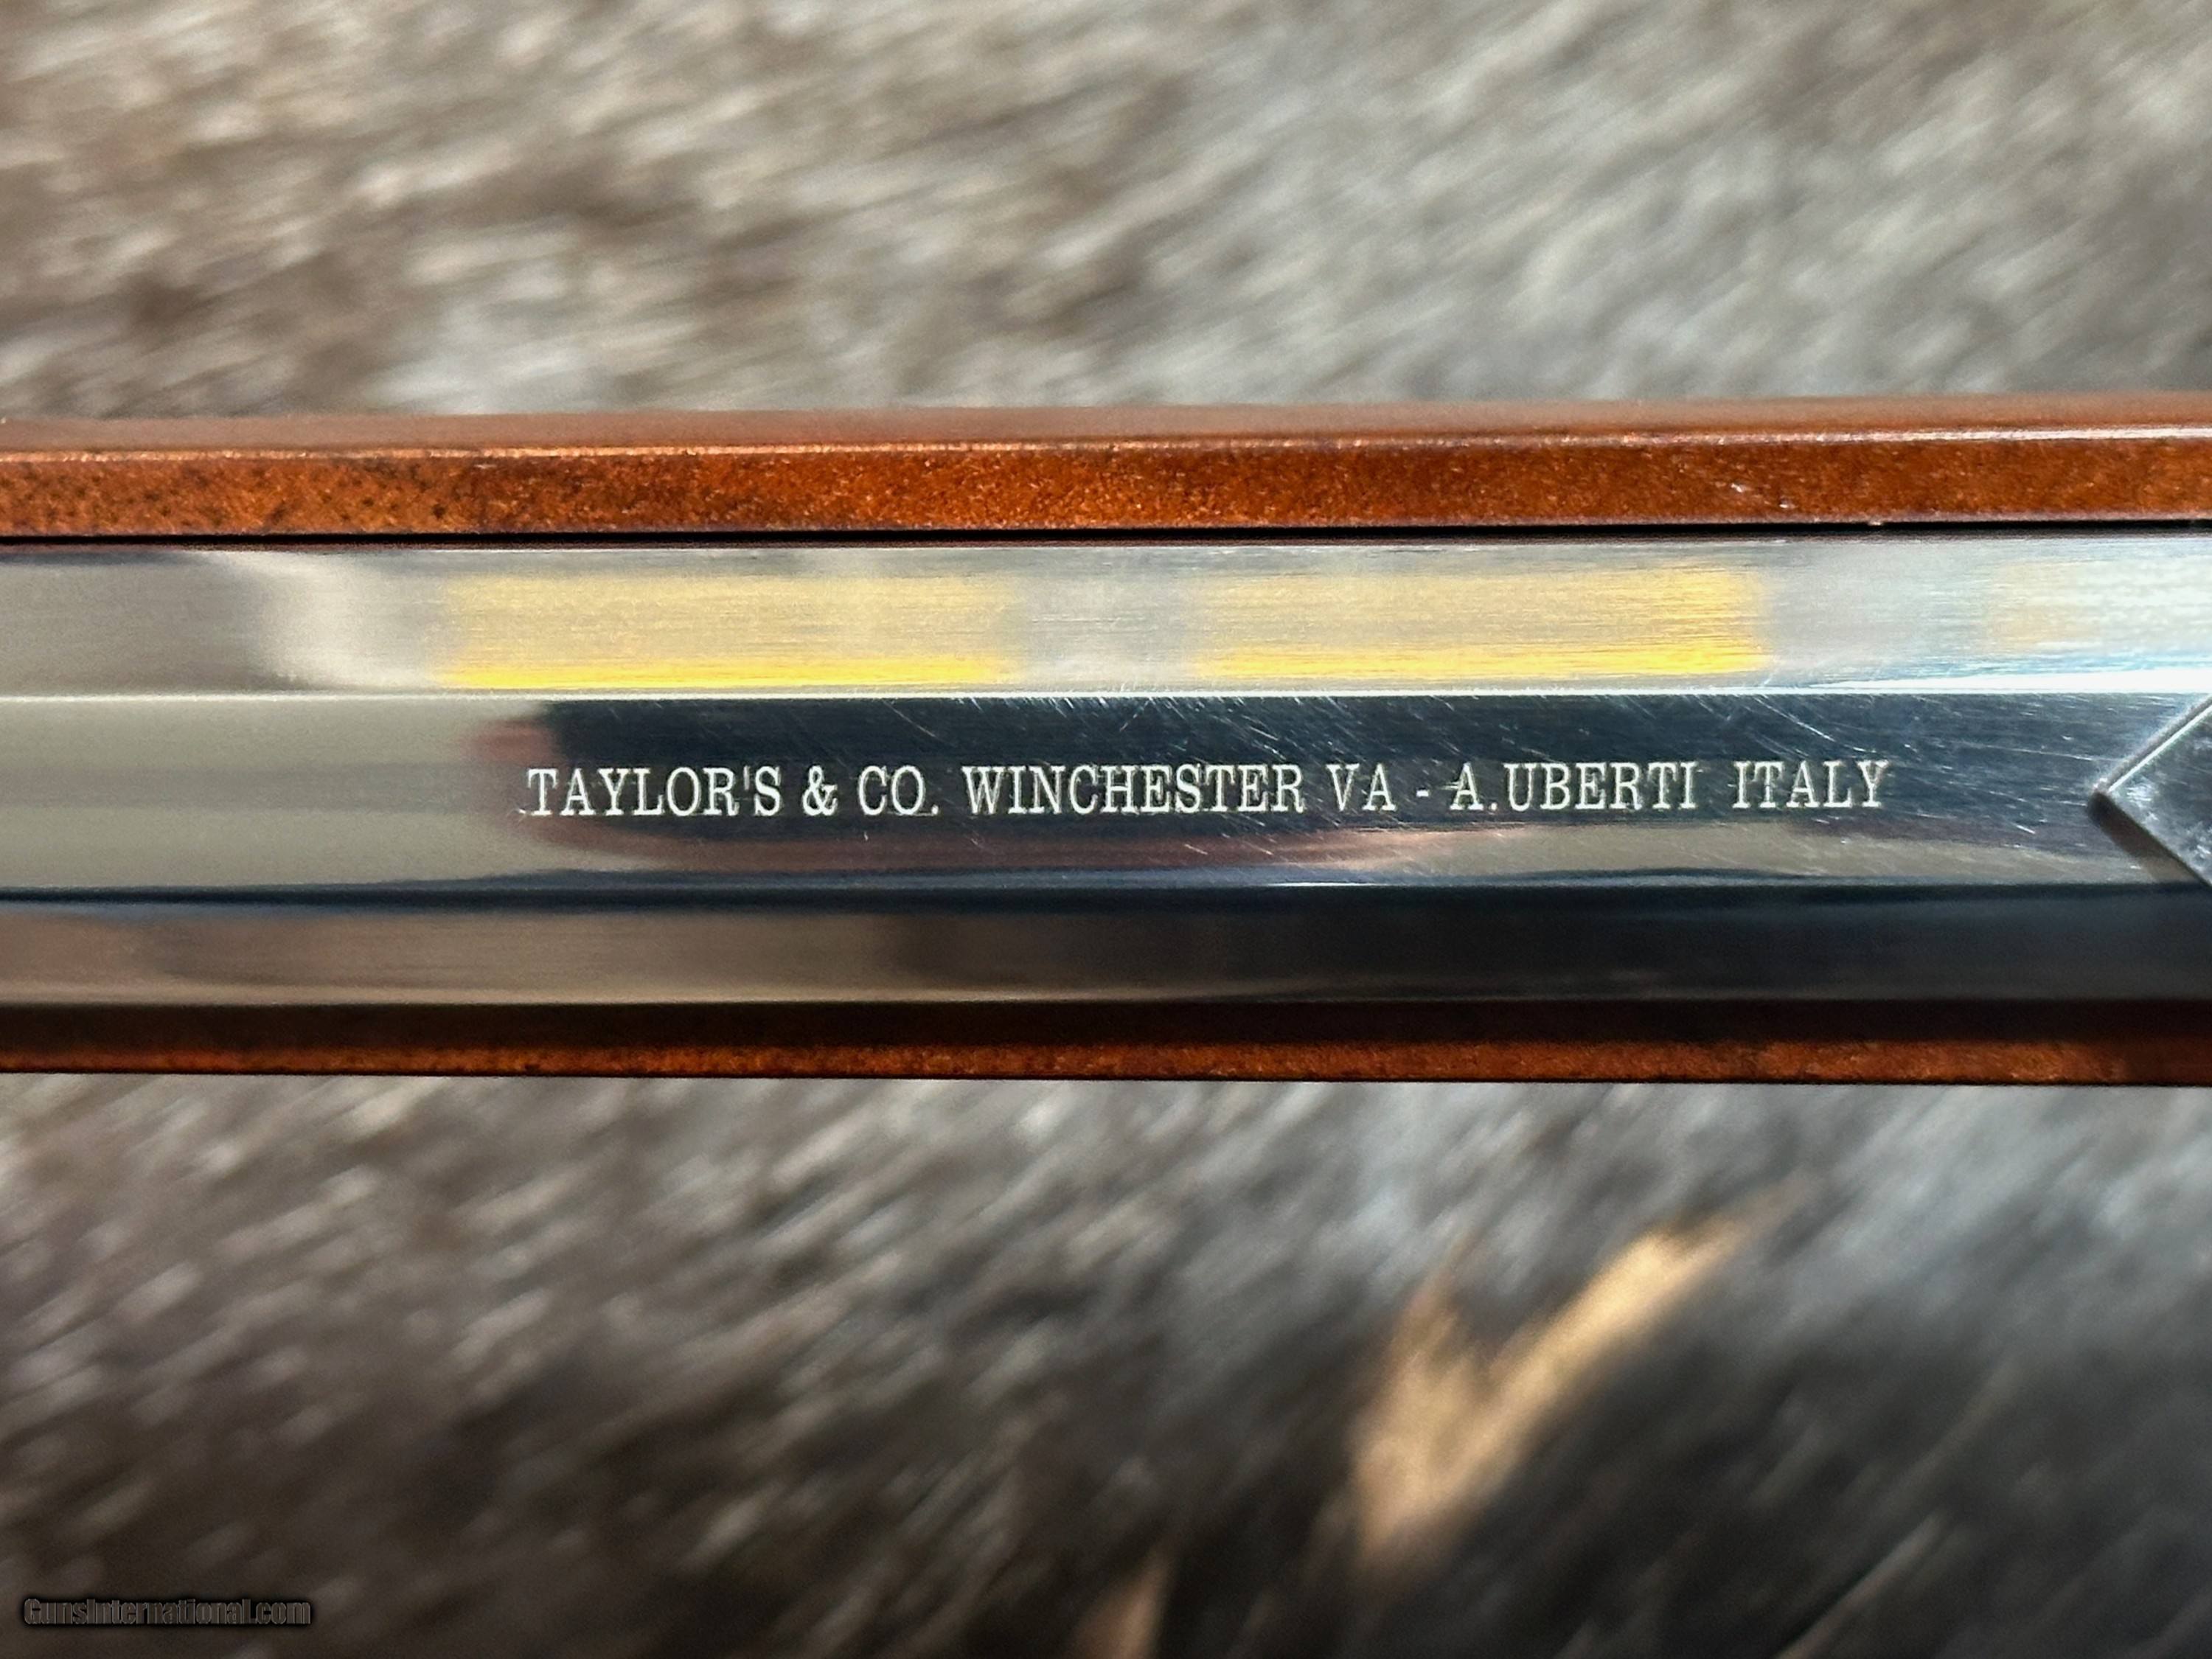 TAYLOR'S & CO. WINCHESTER VA - A.UBERTI ITALY
GunsInternational.com